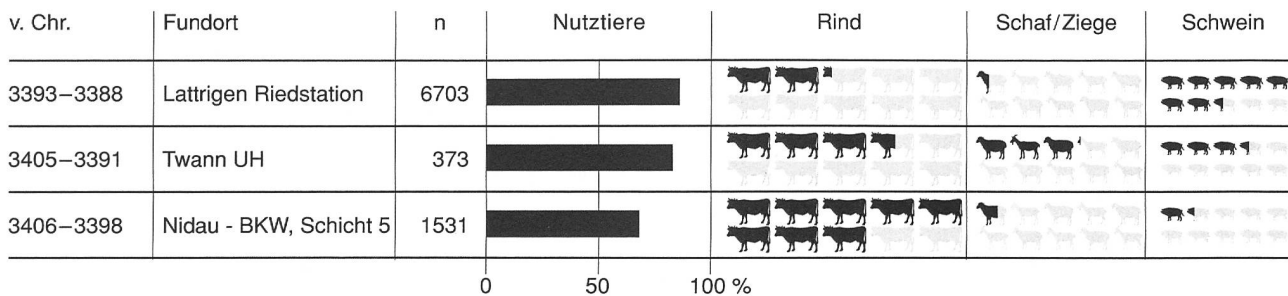 v. Chr. Fundort n Nutztiere Rind Schaf/Ziege Schwein
3393–3388 Lattrigen Riedstation 6703
3405–3391 Twann UH 373
3406–3398 Nidau - BKW, Schicht 5 1531
0 50 100 %